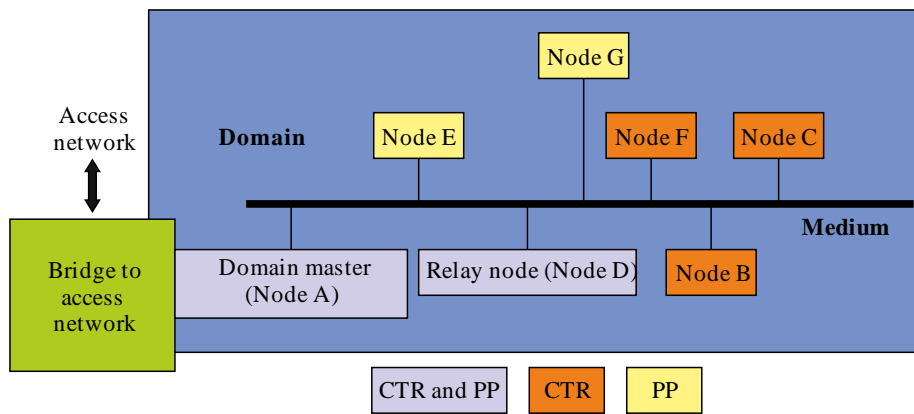 Node G
Access
network
Domain
Node E
Node F
Node C
Medium
Bridge to
access
network
Domain master
(Node A)
Relay node (Node D)
Node B
CTR and PP
CTR
PP